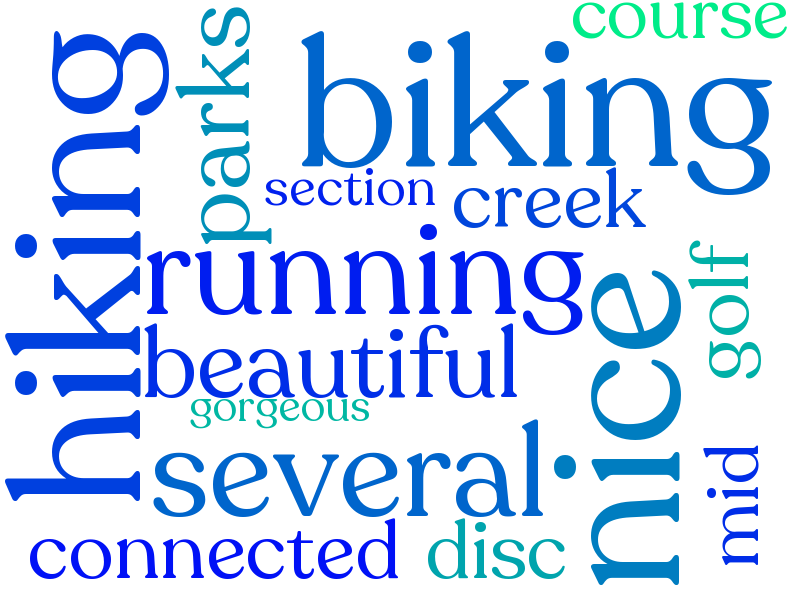 course
parks
biking
hiking
section
creek
running
golf
nice
beautiful
gorgeous
several
mid
connected
disc